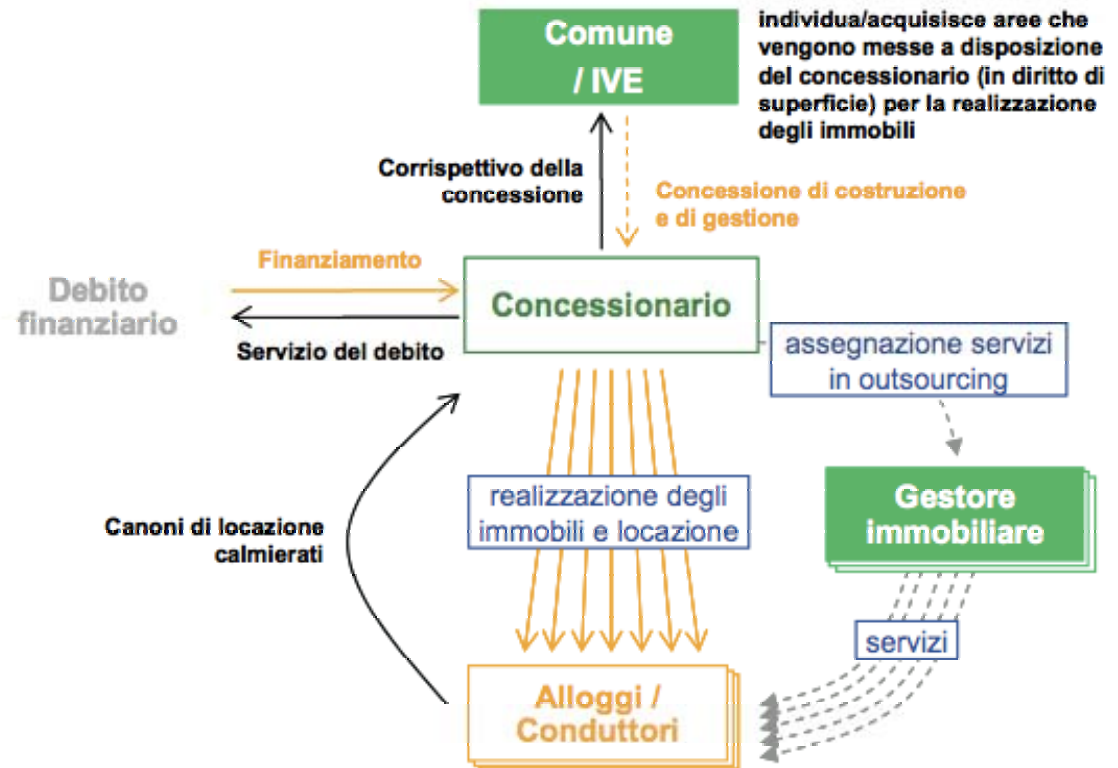 Comune
/ IVE
individua/acquisisce aree che
vengono messe a disposizione
del concessionario (in diritto di
superficie) per la realizzazione
degli immobili
Corrispettivo della
concessione
Concessione di costruzione
e di gestione
Finanziamento
Debito
finanziario
Concessionario
Servizio del debito
assegnazione servizi
in outsourcing
Canoni di locazione
calmierati
realizzazione degli
immobili e locazione
Gestore
immobiliare
servizi
Alloggi /
Conduttori